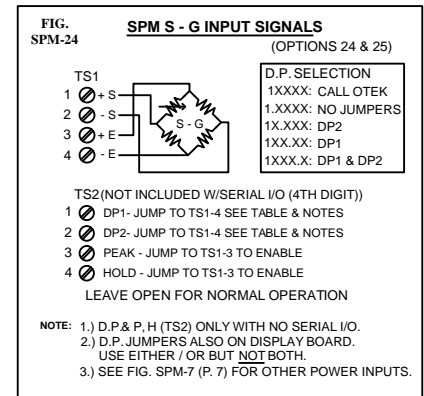 FIG.
SPM-24
SPM S - G INPUT SIGNALS
(OPTIONS 24 & 25)
TS1
1 + S
2 - S
3 + E
4 - E
S - G
D.P. SELECTION
1XXXX: CALL OTEK
1.XXXX: NO JUMPERS
1X.XXX: DP2
1XX.XX: DP1
1XXX.X: DP1 & DP2
TS2(NOT INCLUDED W/SERIAL I/O (4TH DIGIT))
1 DP1- JUMP TO TS1-4 SEE TABLE & NOTES
2 DP2- JUMP TO TS1-4 SEE TABLE & NOTES
3 PEAK - JUMP TO TS1-3 TO ENABLE
4 HOLD - JUMP TO TS1-3 TO ENABLE
LEAVE OPEN FOR NORMAL OPERATION
NOTE: 1.) D.P.& P, H (TS2) ONLY WITH NO SERIAL I/O.
2.) D.P. JUMPERS ALSO ON DISPLAY BOARD.
USE EITHER / OR BUT NOT BOTH.
3.) SEE FIG. SPM-7 (P. 7) FOR OTHER POWER INPUTS.